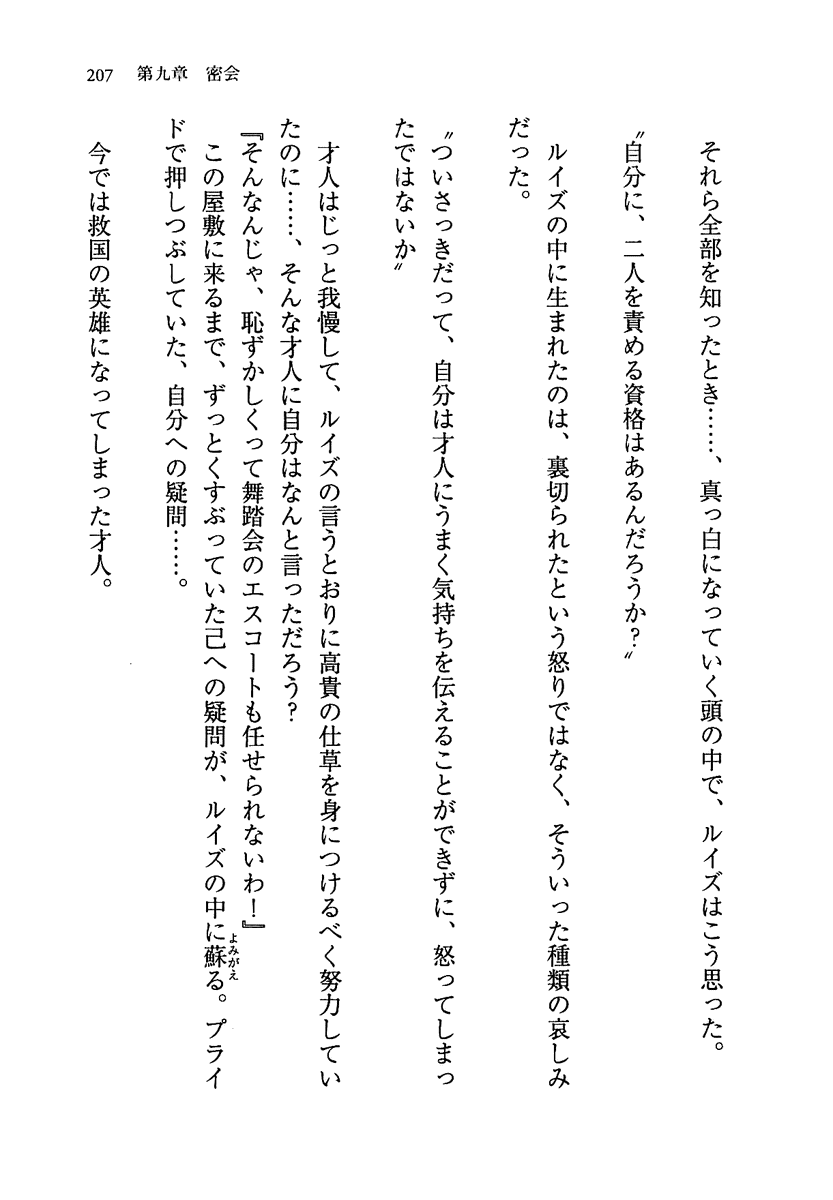 207　第九章　密会
それら全部を知ったとき……、真っ白になっていく頭の中で、ルイズはこう思った。
〝自分に、二人を責める資格はあるんだろうか？〟
ルイズの中に生まれたのは、裏切られたという怒りではなく、そういった種類の哀しみ
だった。
〝ついさっきだって、自分は才人にうまく気持ちを伝えることができずに、怒ってしまっ
たではないか〟
才人はじっと我慢して、ルイズの言うとおりに高貴の仕草を身につけるべく努力してい
たのに……、そんな才人に自分はなんと言っただろう？
『そんなんじゃ、恥ずかしくって舞踏会のエスコートも任せられないわ！』
この屋敷に来るまで、ずっとくすぶっていた己への疑問が、ルイズの中に蘇る。プライ
よみがえ
ドで押しつぶしていた、自分への疑問……。
今では救国の英雄になってしまった才人。